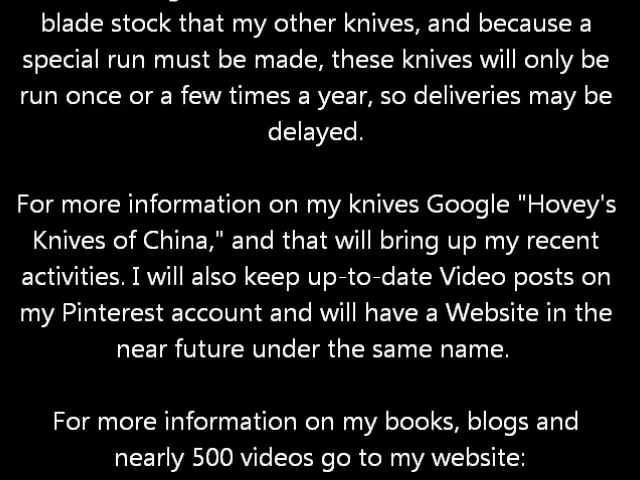 blade stock that my other knives, and because a
special run must be made, these knives will only be
run once or a few times a year, so deliveries may be
delayed.
For more information on my knives Google "Hovey's
Knives of China," and that will bring up my recent
activities. I will also keep up-to-date Video posts on
my Pinterest account and will have a Website in the
near future under the same name.
For more information on my books, blogs and
nearly 500 videos go to my website: